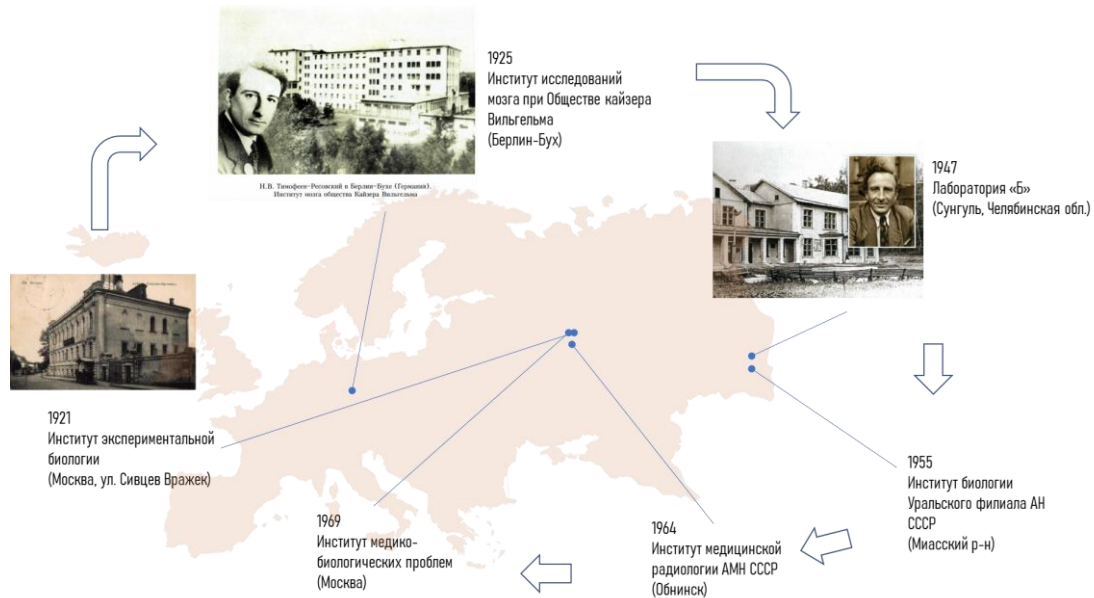 1925
Институт исследований
мозга при Обществе кайзера
Вильгельма
(Берлин-Бух)
Н.В. Тимофеев-Ресовский в Берлин-Бухе (Германия).
Институт мозга общества Кайзера Вильгельма
1947
Лаборатория «Б»
(Сунгуль, Челябинская обл.)
1921
Институт экспериментальной
биологии
(Москва, ул. Сивцев Вражек)
1955
Институт биологии
Уральского филиала АН
СССР
(Миасский р-н)
1969
Институт медико-
биологических проблем
(Москва)
1964
Институт медицинской
радиологии АМН СССР
(Обнинск)